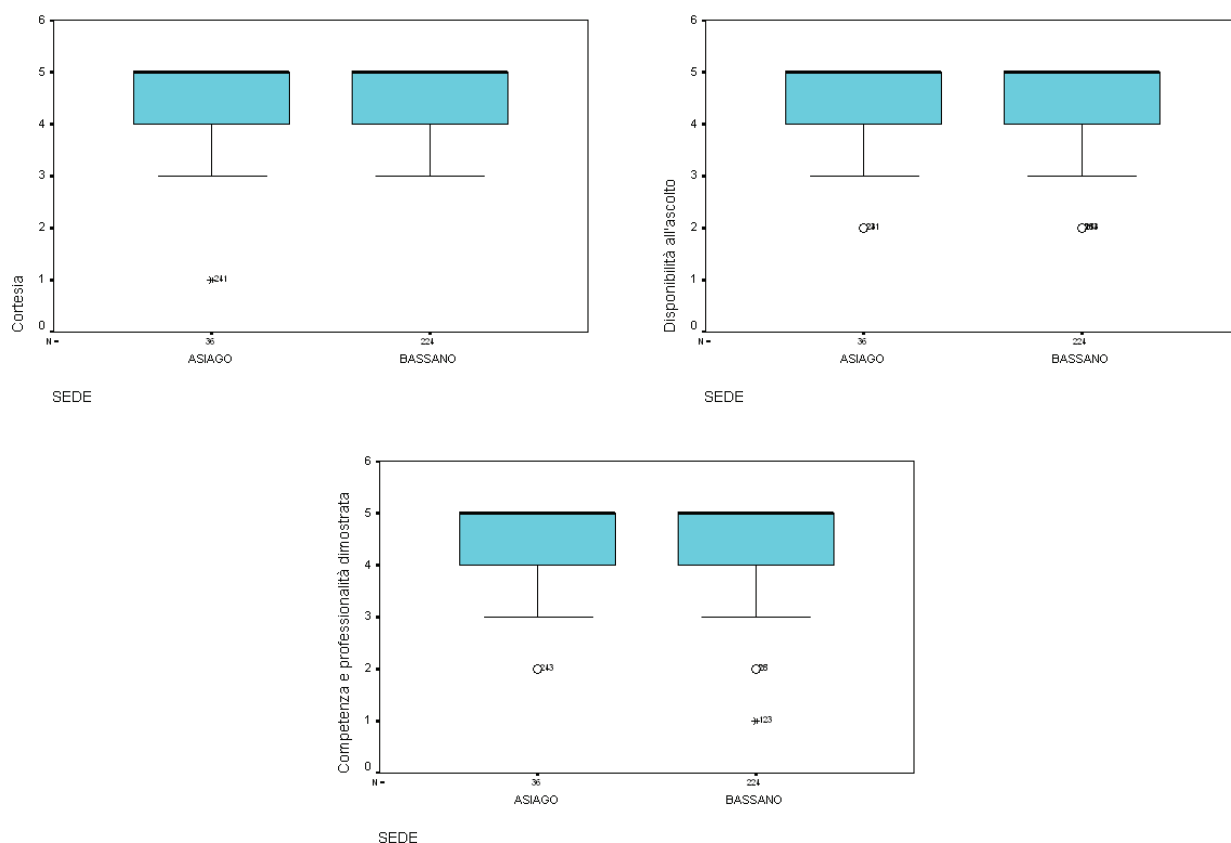 6
5
4
3
2
1
0
Cortesia
N =
36
224
ASIAGO
BASSANO
SEDE
241
6
5
4
3
2
1
0
Disponibilità all'ascolto
N =
36
224
ASIAGO
BASSANO
SEDE
6
5
4
3
2
1
0
Competenza e professionalità dimostrata
243
123
N =
36
224
ASIAGO
BASSANO
SEDE